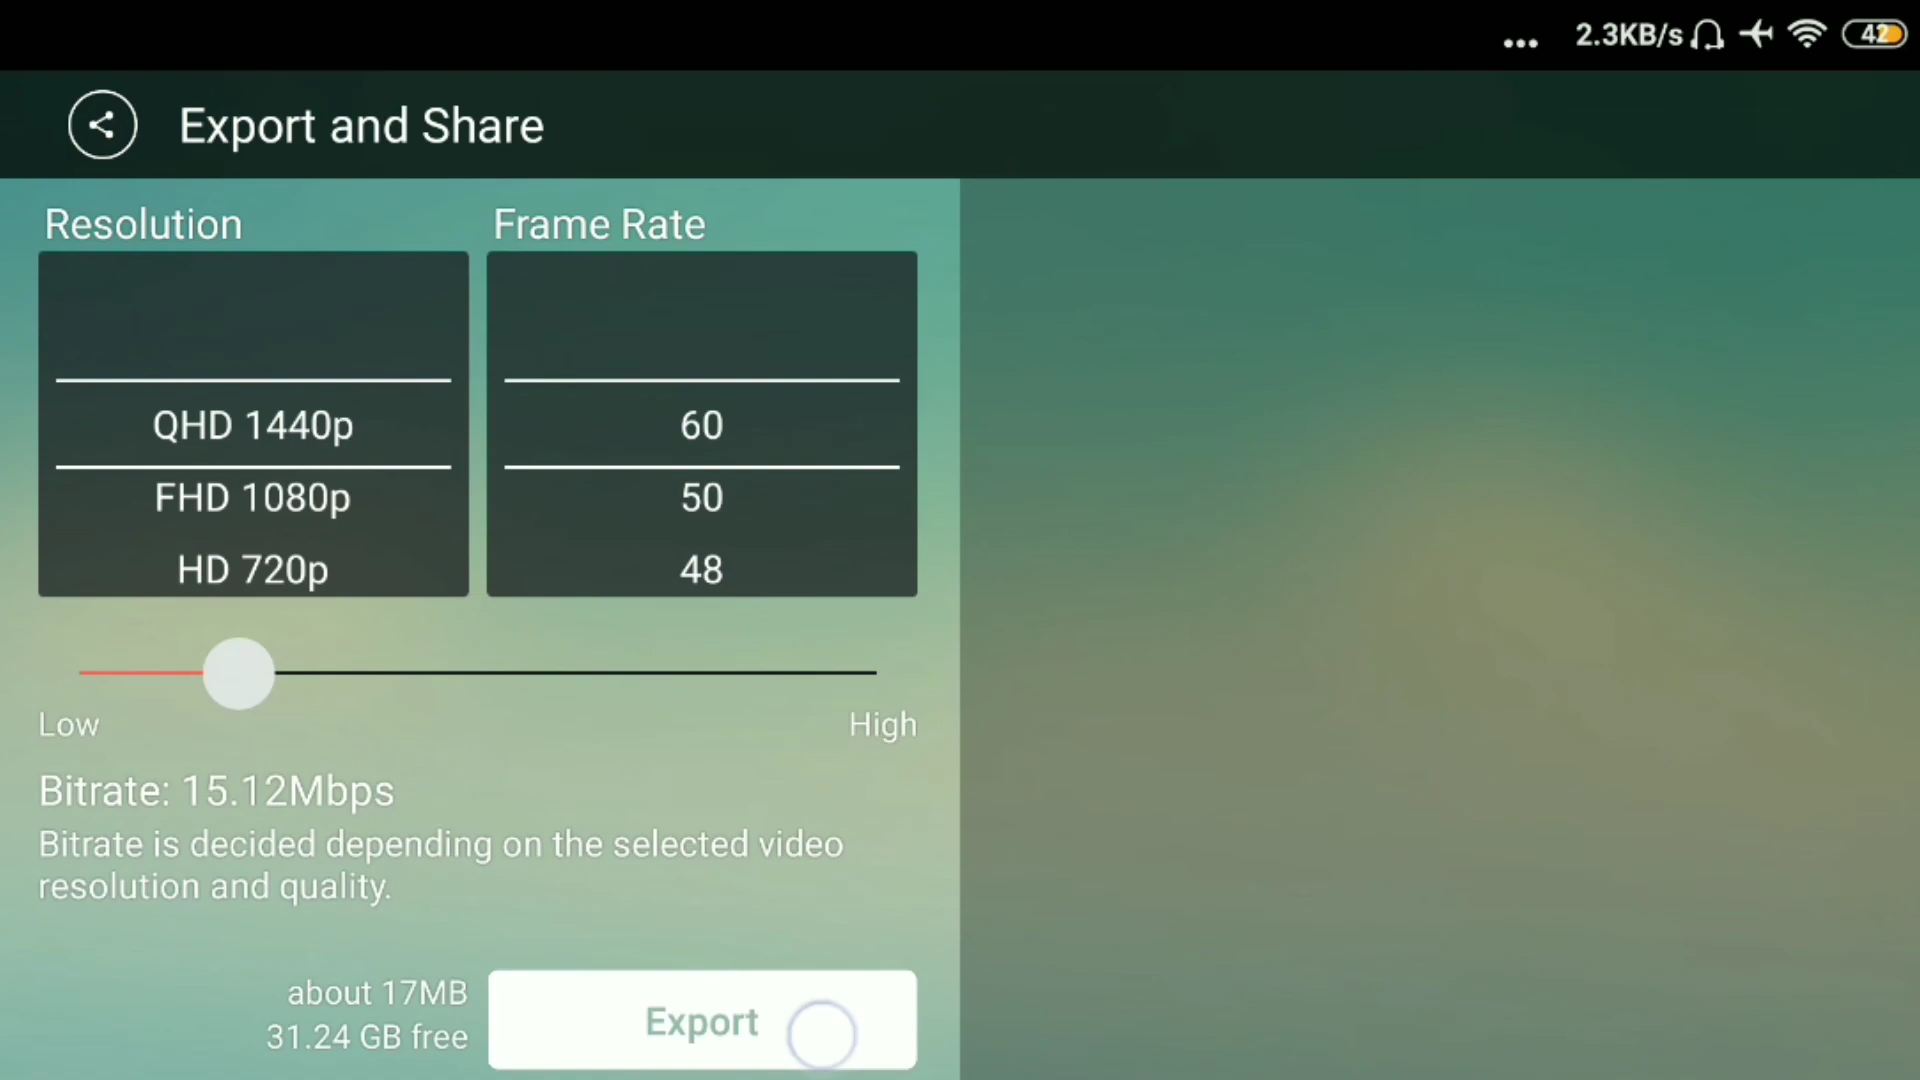 ... 2.3KB/s 42
Export and Share
Resolution
Frame Rate
QHD 1440p
60
FHD 1080p
50
HD 720p
48
Low
High
Bitrate: 15.12Mbps
Bitrate is decided depending on the selected video
resolution and quality.
about 17MB
31.24 GB free
Export